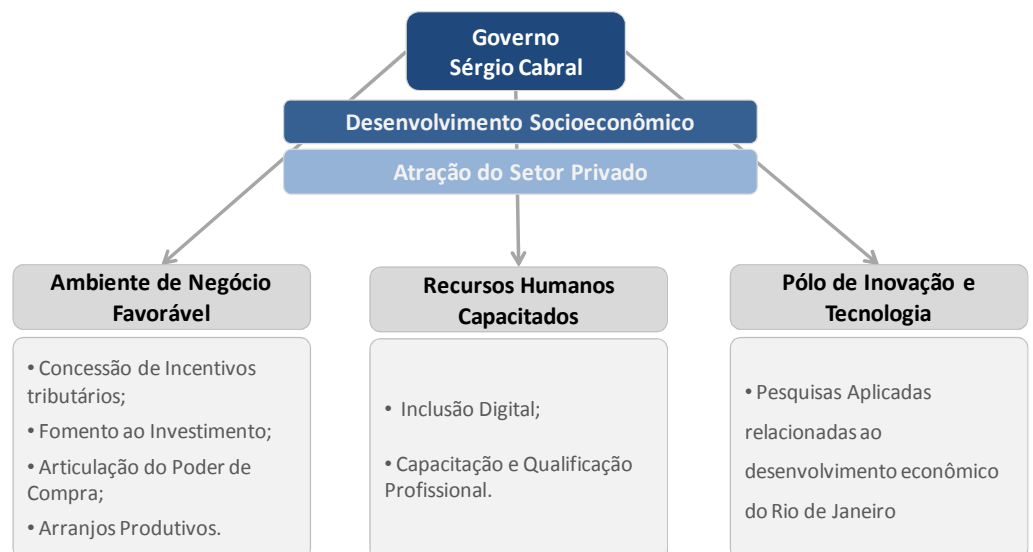 Governo
Sérgio Cabral
Desenvolvimento Socioeconômico
Atração do Setor Privado
Ambiente de Negócio
Favorável
• Concessão de Incentivos
tributários;
• Fomento ao Investimento;
• Articulação do Poder de
Compra;
• Arranjos Produtivos.
Recursos Humanos
Capacitados
• Inclusão Digital;
• Capacitação e Qualificação
Profissional.
Pólo de Inovação e
Tecnologia
• Pesquisas Aplicadas
relacionadas ao
desenvolvimento econômico
do Rio de Janeiro